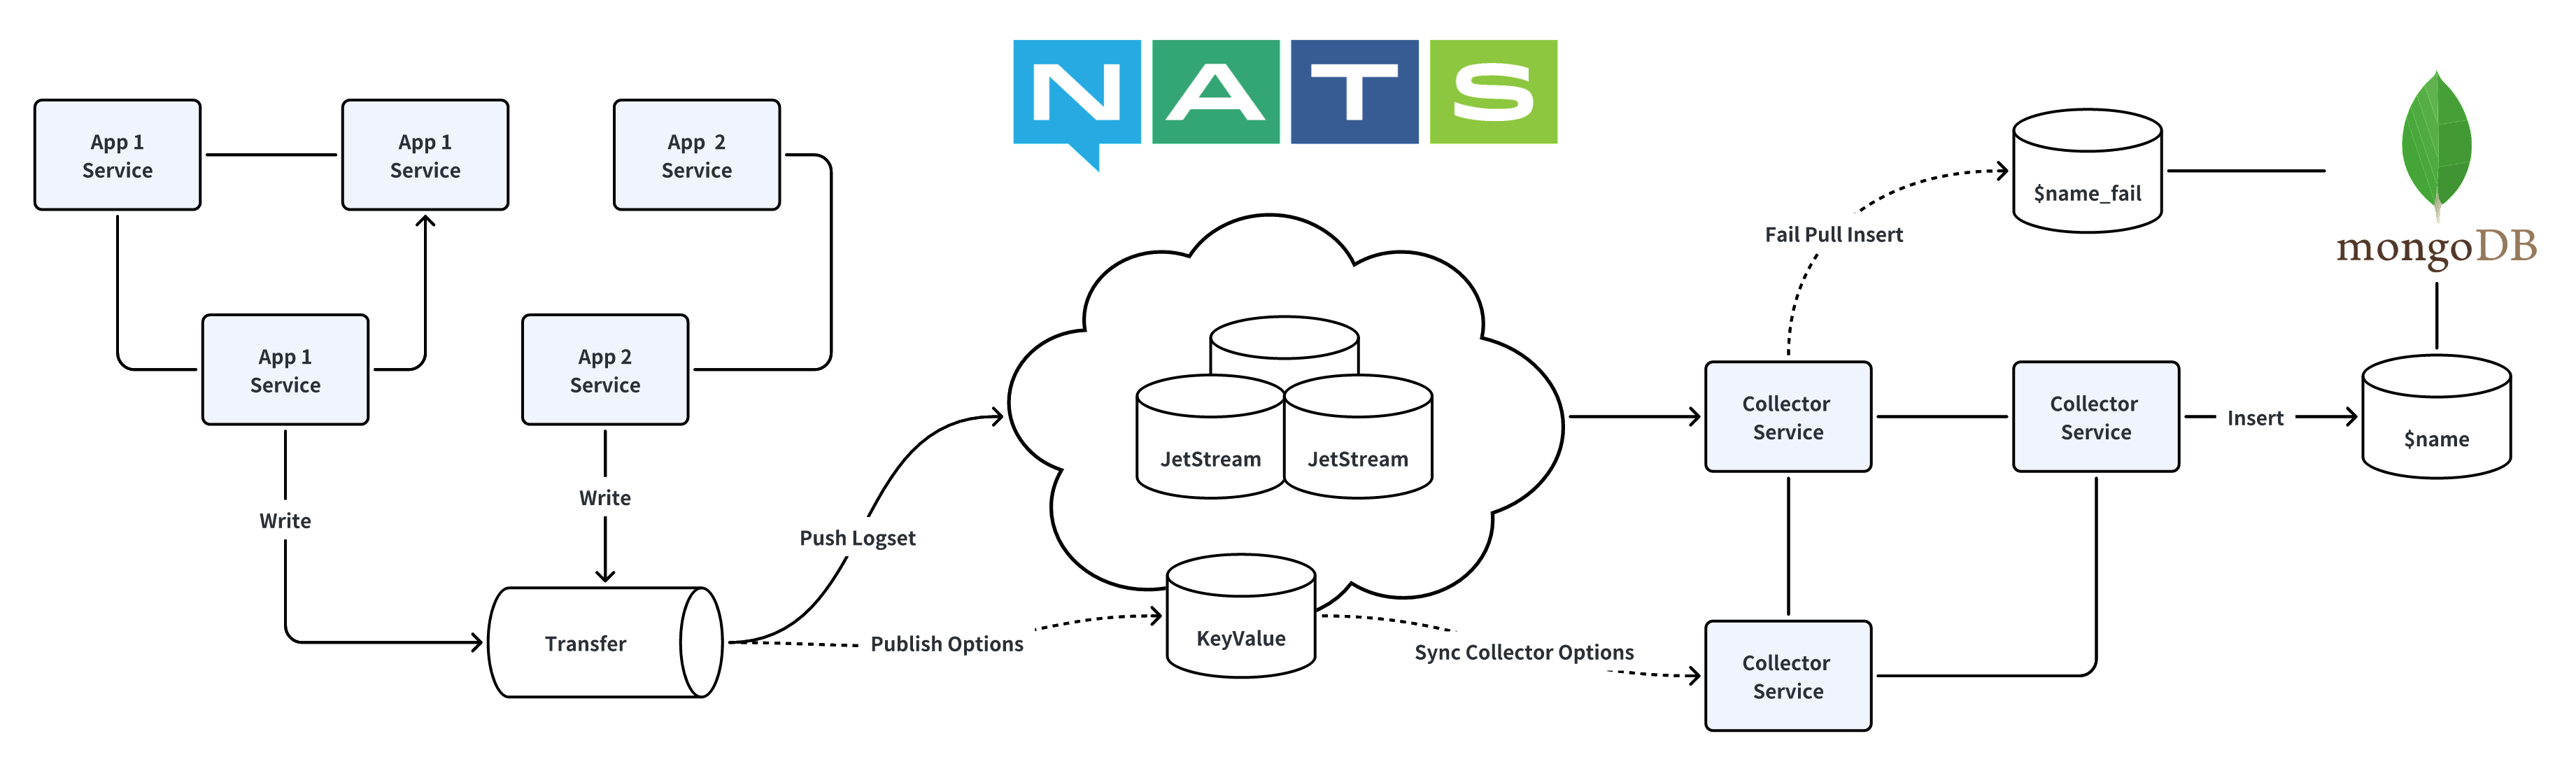 NATS
App 1
Service
App 1
Service
App  2
Service
$name_fail
Fail Pull Insert
mongoDB
App 1
Service
App 2
Service
Collector
Service
Collector
Service
Insert
$name
JetStream
JetStream
Write
Write
Push Logset
Transfer
Publish Options
KeyValue
Sync Collector Options
Collector
Service